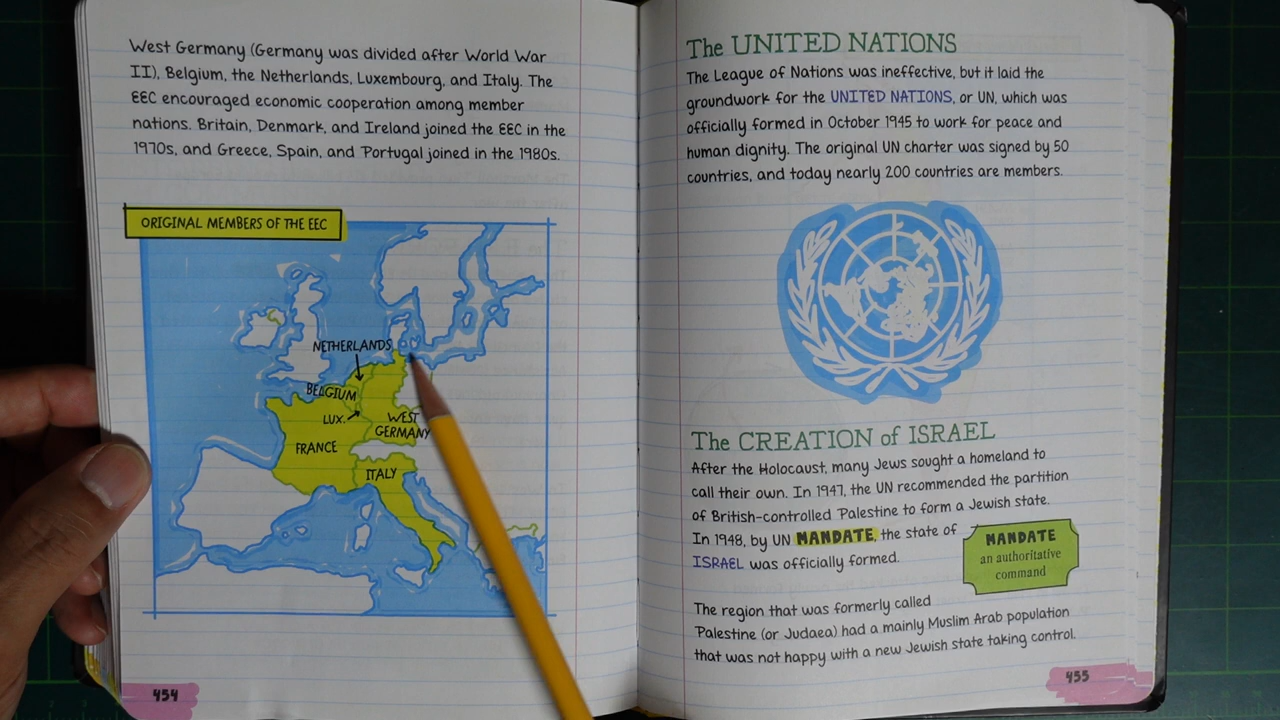 West Germany (Germany was divided after World War
II), Belgium, the Netherlands, Luxembourg, and Italy. The
EEC encouraged economic cooperation among member
nations. Britain, Denmark, and Ireland joined the EEC in the
1970s, and Greece, Spain, and Portugal joined in the 1980s.
ORIGINAL MEMBERS OF THE EEC
NETHERLANDS
BELGIUM
LUX.
WEST
GERMANY
FRANCE
ITALY
454
The UNITED NATIONS
The League of Nations was ineffective, but it laid the
groundwork for the UNITED NATIONS, or UN, which was
officially formed in October 1945 to work for peace and
human dignity. The original UN charter was signed by 50
countries, and today nearly 200 countries are members.
The CREATION of ISRAEL
After the Holocaust, many Jews sought a homeland to
call their own. In 1947, the UN recommended the partition
of British-controlled Palestine to form a Jewish state.
In 1948, by UN MANDATE, the state of
ISRAEL was officially formed.
MANDATE
an authoritative
command
The region that was formerly called
Palestine (or Judaea) had a mainly Muslim Arab population
that was not happy with a new Jewish state taking control.
455